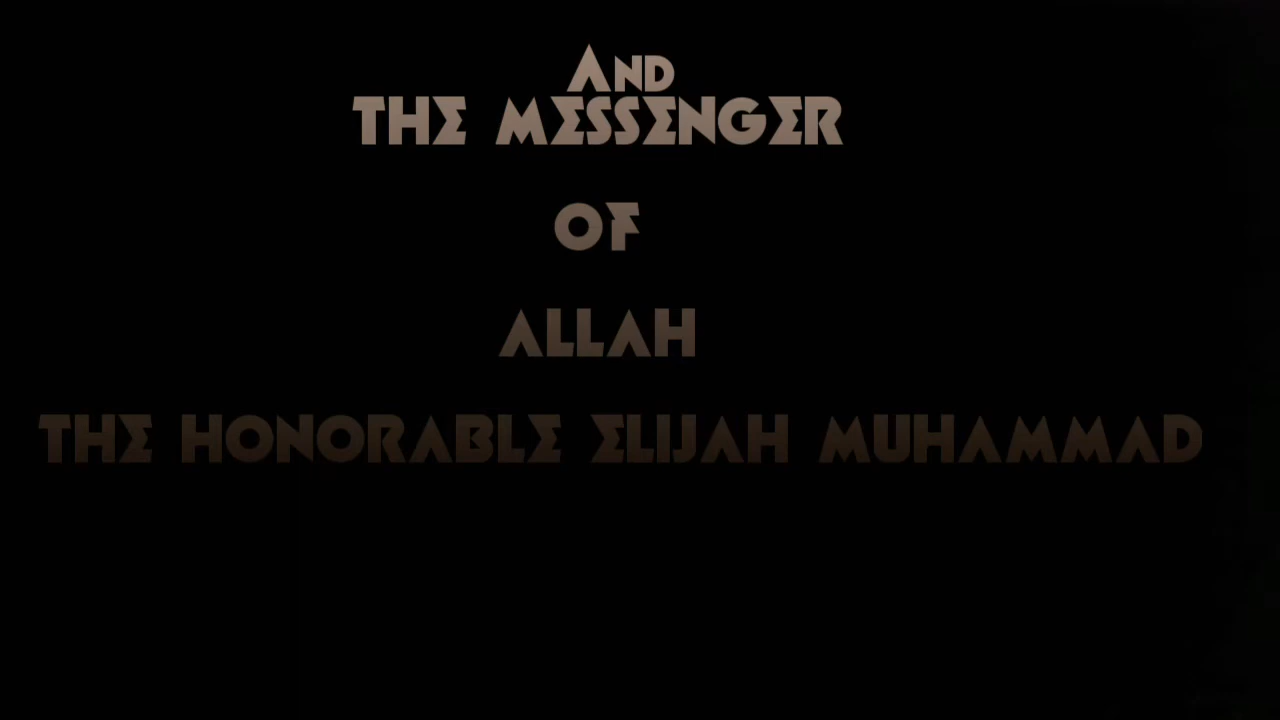 AND
THE MESSENGER
OF
ALLAH
THE HONORABLE ELIJAH MUHAMMAD